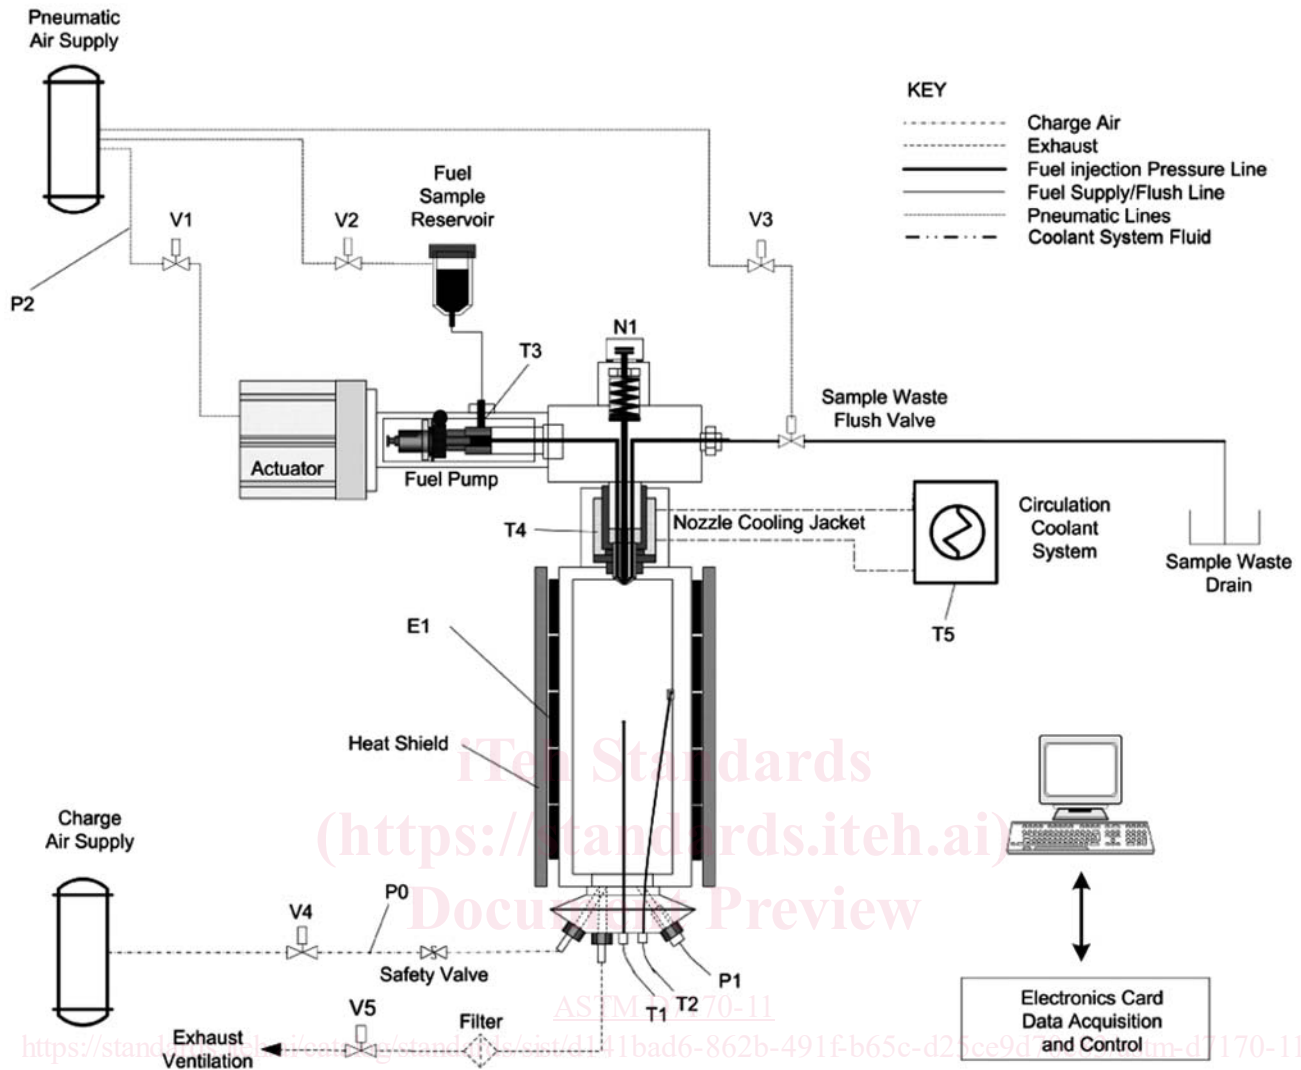 Pneumatic
Air Supply
KEY
Charge Air
Exhaust
Fuel injection Pressure Line
Fuel Supply/Flush Line
Pneumatic Lines
Coolant System Fluid
Fuel
Sample
Reservoir
V1
V2
V3
P2
N1
T3
Sample Waste
Flush Valve
Actuator
Fuel Pump
T4
Nozzle Cooling Jacket
Circulation
Coolant
System
Sample Waste
Drain
T5
E1
Heat Shield
iTeh Standards
(https://standards.iteh.ai)
Document Preview
Charge
Air Supply
V4
P0
Safety Valve
P1
T2
T1
ASTM D7170-11
V5
Filter
Exhaust
Ventilation
Electronics Card
Data Acquisition
and Control